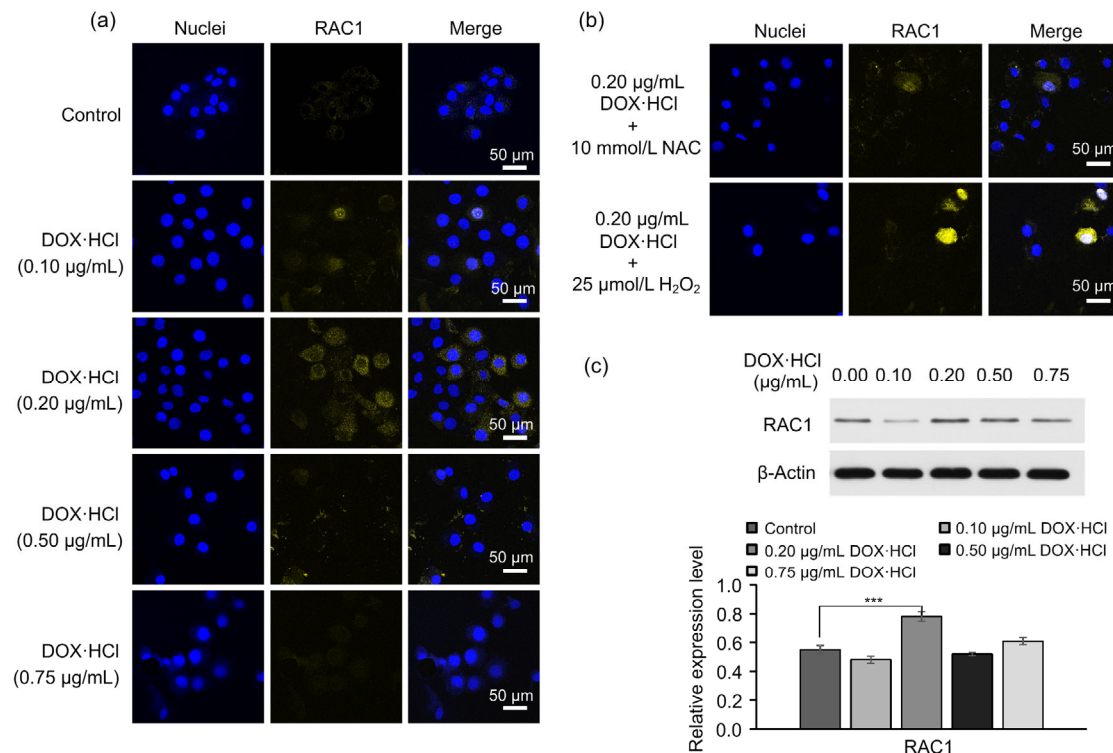 (a)
Nuclei RAC1 Merge
Control
50 µm
DOX·HCl
(0.10 µg/mL)
50 µm
DOX·HCl
(0.20 µg/mL)
50 µm
DOX·HCl
(0.50 µg/mL)
50 µm
DOX·HCl
(0.75 µg/mL)
50 µm
(b)
Nuclei RAC1 Merge
0.20 µg/mL
DOX·HCl
+
10 mmol/L NAC
50 µm
0.20 µg/mL
DOX·HCl
+
25 µmol/L H₂O₂
50 µm
(c)
DOX·HCl
(µg/mL) 0.00 0.10 0.20 0.50 0.75
RAC1
β-Actin
Control 0.10 µg/mL DOX·HCl
0.20 µg/mL DOX·HCl 0.50 µg/mL DOX·HCl
0.75 µg/mL DOX·HCl
Relative expression level
1.0
0.8
0.6
0.4
0.2
0.0
***
RAC1